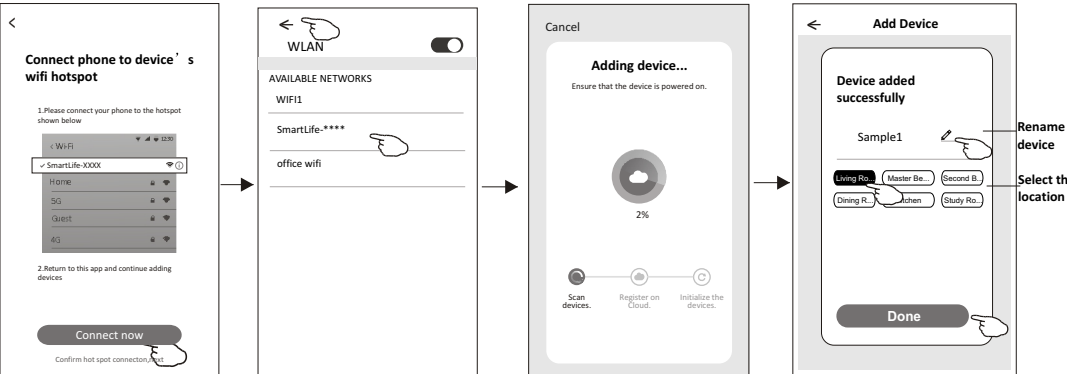 Connect phone to device's
wifi hotspot
1.Please connect your phone to the hotspot
shown below
12:30
< Wi-Fi
SmartLife-XXXX
Home
5G
Guest
4G
2.Return to this app and continue adding
devices
Connect now
Confirm hot spot connecton,next
WLAN
AVAILABLE NETWORKS
WIFI1
SmartLife-****
office wifi
Cancel
Adding device...
Ensure that the device is powered on.
2%
Scan
devices.
Register on
Cloud.
Initialize the
devices.
Add Device
Device added
successfully
Sample1
Rename
device
Living Ro... Master Be... Second B..
Dining R... Kitchen Study Ro...
Select th
location
Done